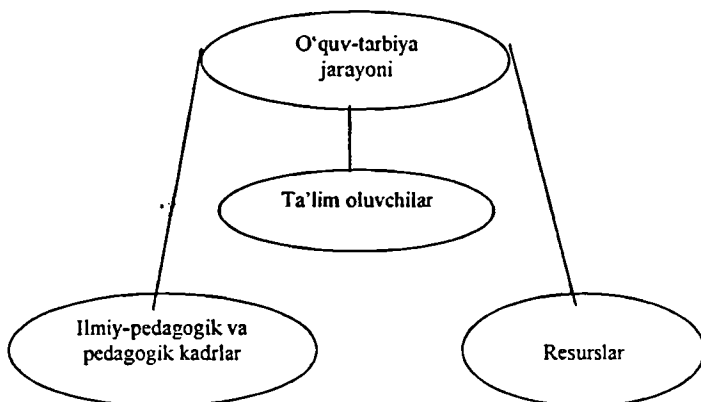 O‘quv-tarbiya
jarayoni
Ta’lim oluvchilar
Ilmiy-pedagogik va
pedagogik kadrlar
Resurslar